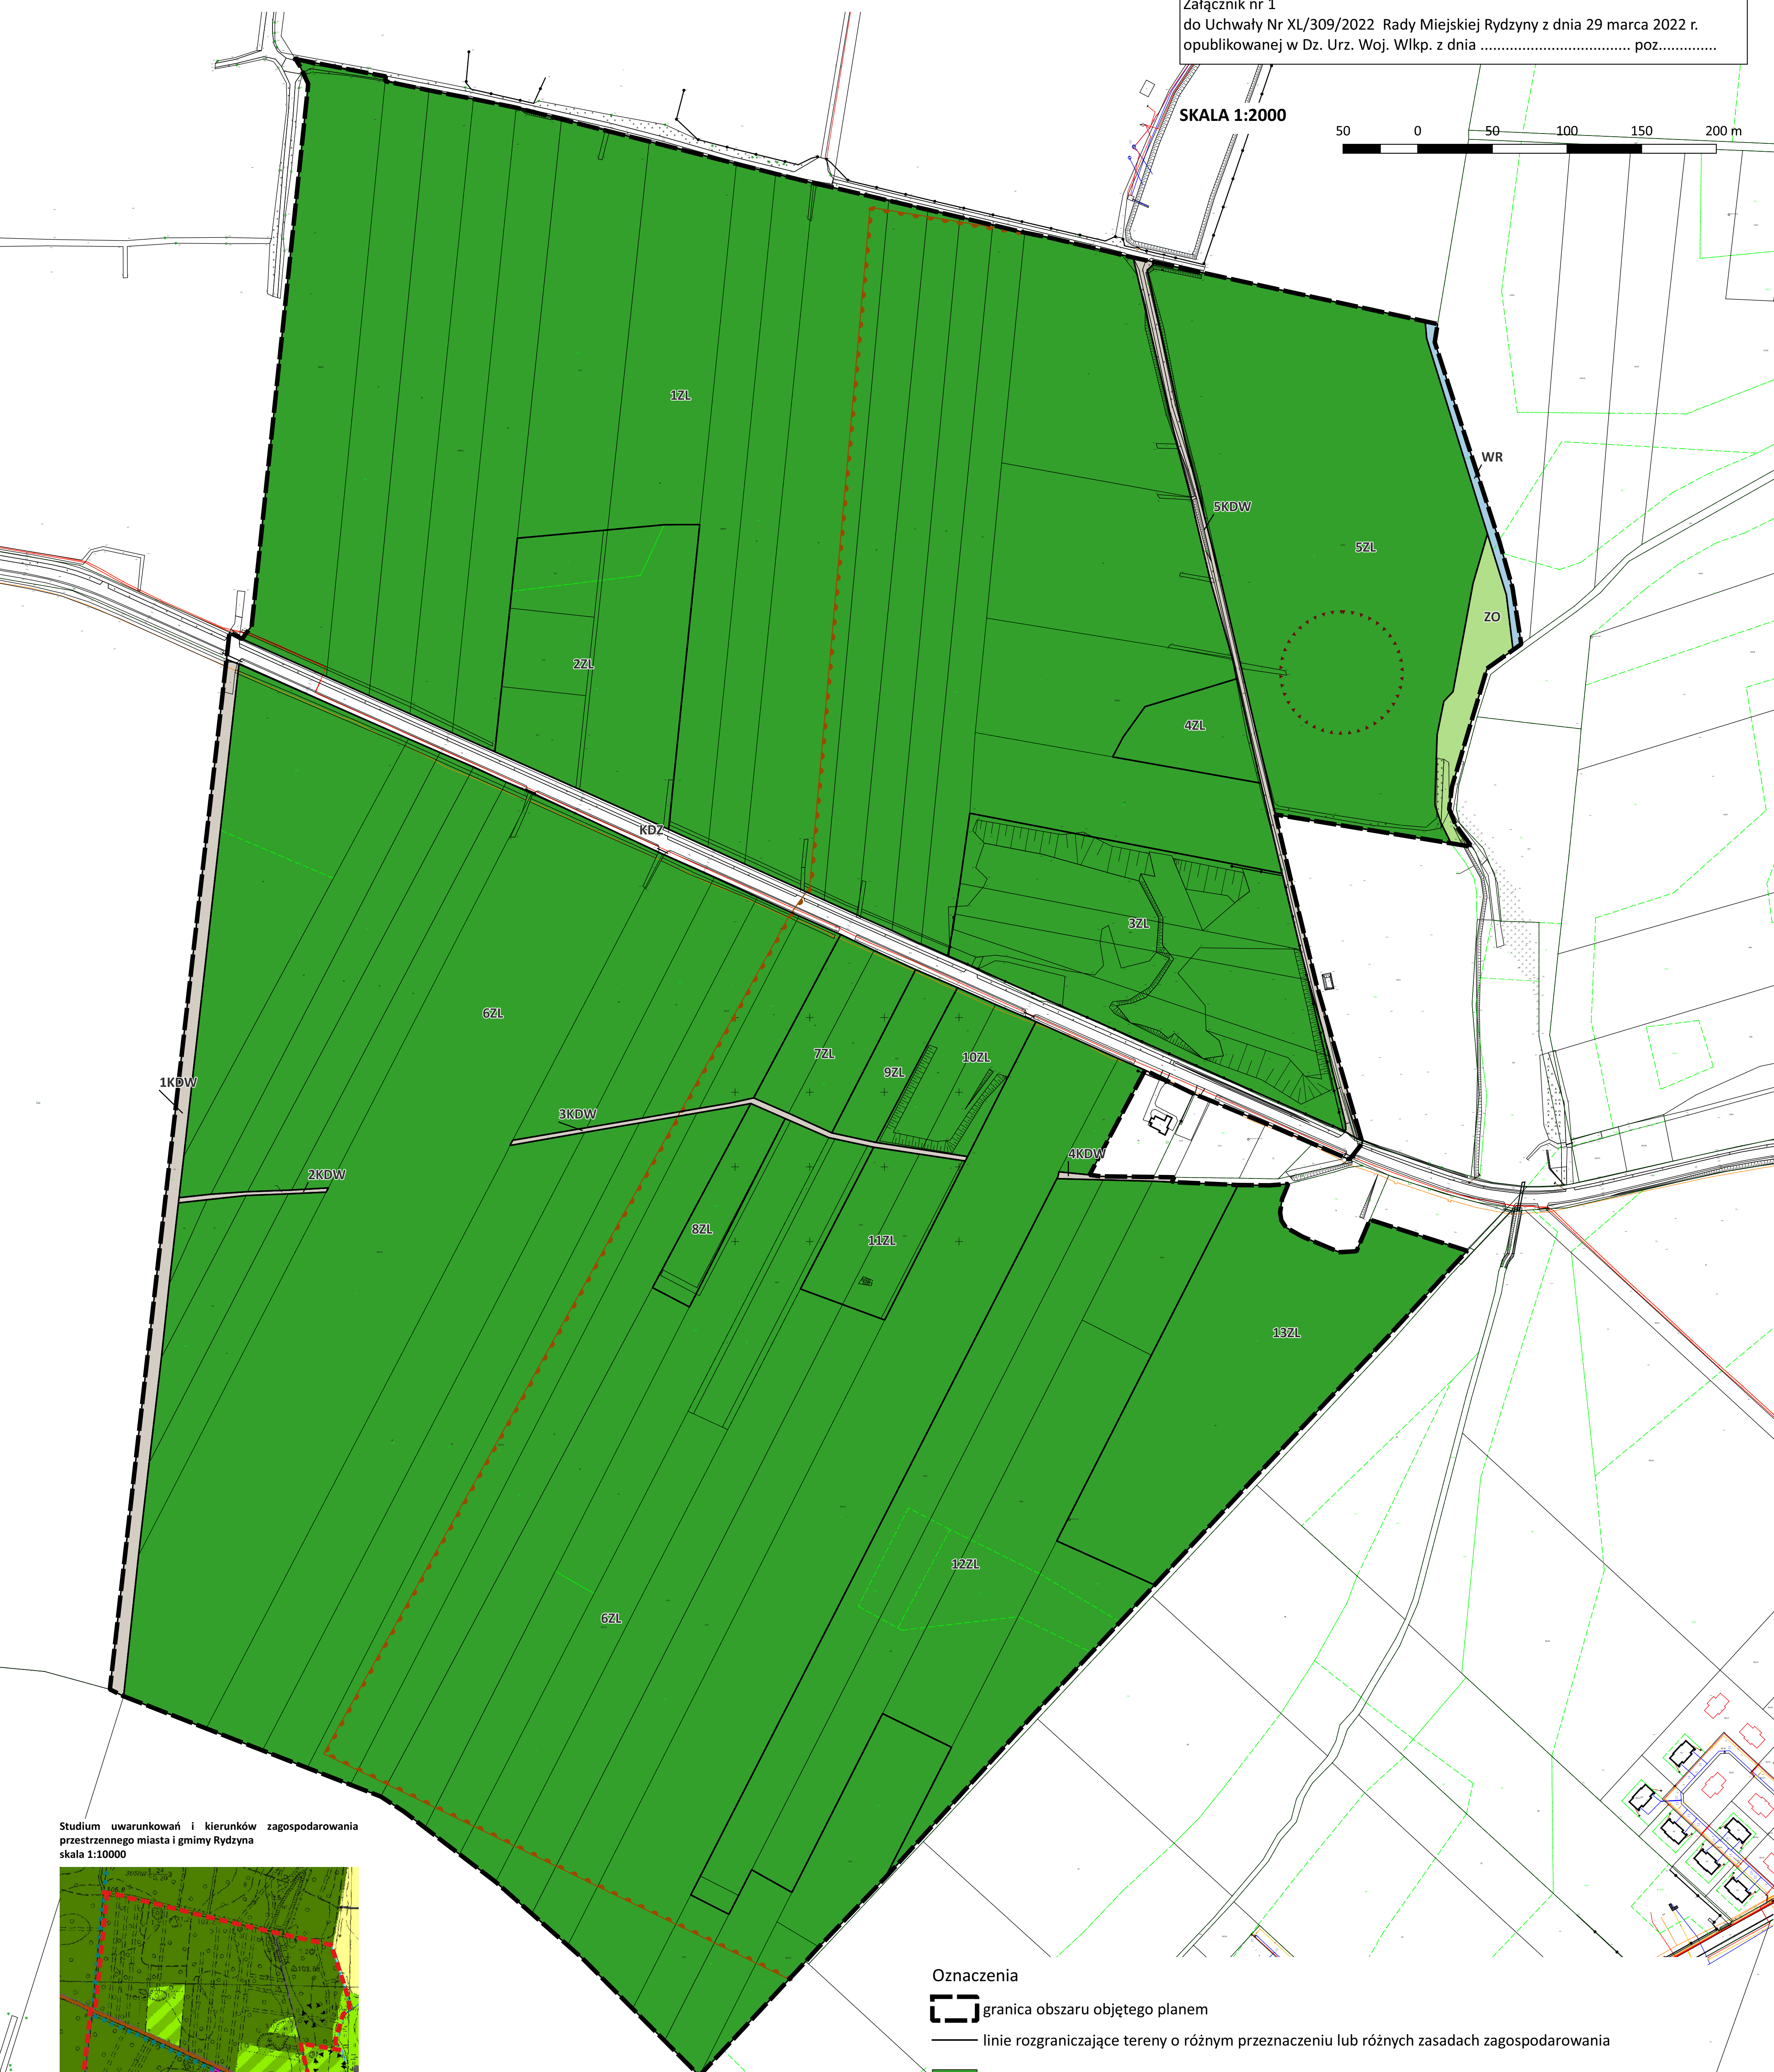 Załącznik nr 1
do Uchwały Nr XL/309/2022 Rady Miejskiej Rydzyny z dnia 29 marca 2022 r.
opublikowanej w Dz. Urz. Woj. Wlkp. z dnia .................................... poz..............
SKALA 1:2000
50 0 50 100 150 200 m
1ZL
WR
5KDW
5ZL
ZO
2ZL
4ZL
KDZ
3ZL
6ZL
7ZL
10ZL
9ZL
1KDW
3KDW
4KDW
2KDW
8ZL
11ZL
13ZL
12ZL
6ZL
Studium uwarunkowań i kierunków zagospodarowania
przestrzennego miasta i gmimy Rydzyna
skala 1:10000
Oznaczenia
granica obszaru objętego planem
linie rozgraniczające tereny o różnym przeznaczeniu lub różnych zasadach zagospodarowania